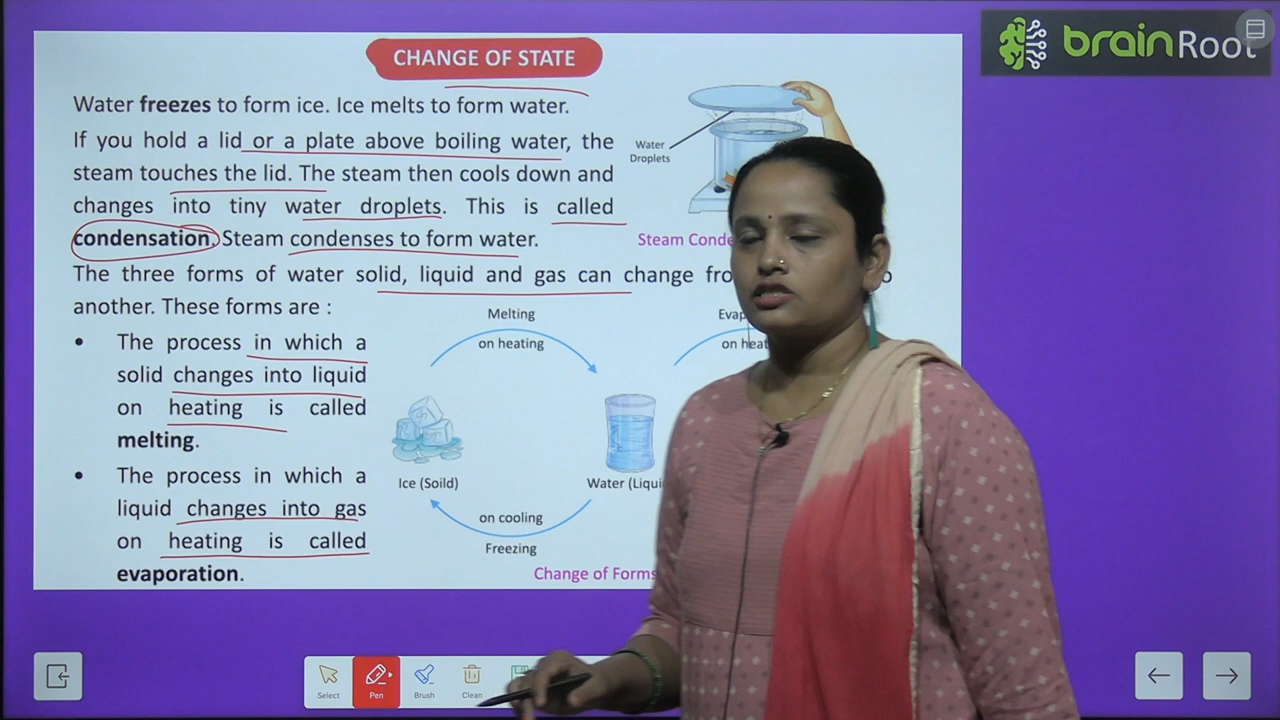 brainRoot
CHANGE OF STATE
Water freezes to form ice. Ice melts to form water.
If you hold a lid or a plate above boiling water, the
steam touches the lid. The steam then cools down and
changes into tiny water droplets. This is called
condensation. Steam condenses to form water.
Water
Droplets
Steam
The three forms of water solid, liquid and gas can change
another. These forms are :
• The process in which a
solid changes into liquid
on heating is called
melting.
• The process in which a
liquid changes into gas
on heating is called
evaporation.
Melting
on heating
on
Ice (Soild)
Water
on cooling
Freezing
Change of Forms
Select
Pen
Brush
Clean